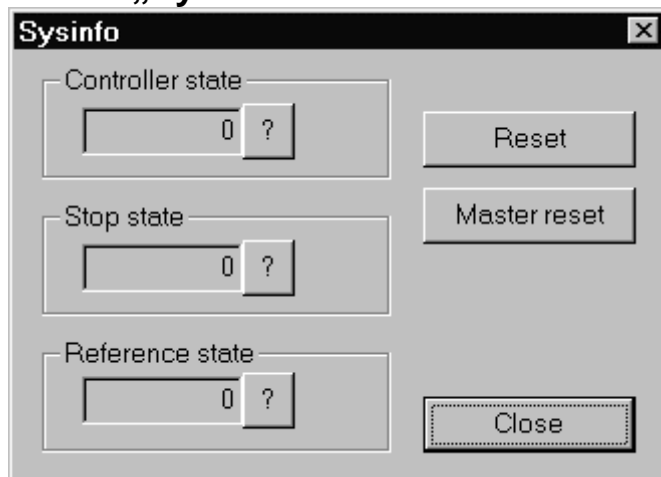 Sysinfo
Controller state
0 ?
Reset
Master reset
Stop state
0 ?
Reference state
0 ?
Close